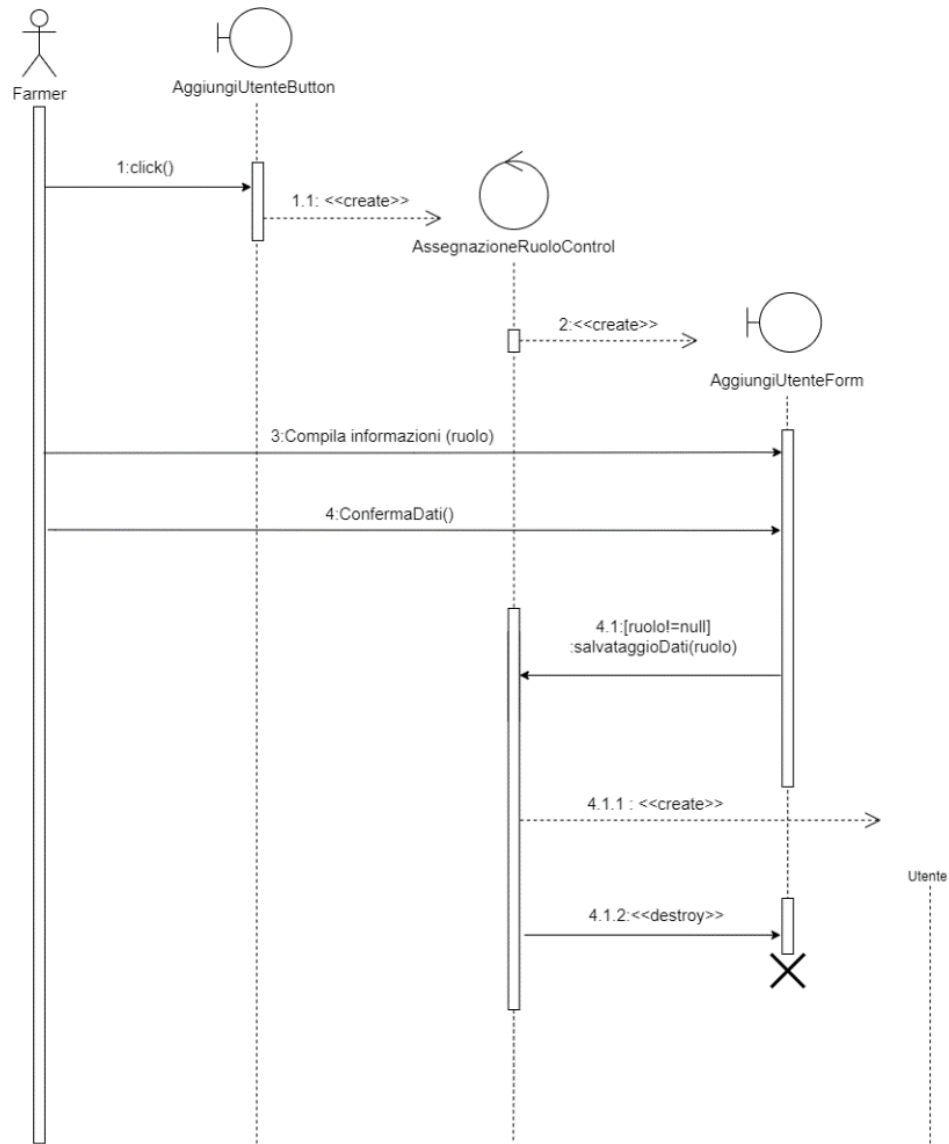 Farmer
AggiungiUtenteButton
1:click()
1.1: <<create>>
AssegnazioneRuoloControl
2:<<create>>
AggiungiUtenteForm
3:Compila informazioni (ruolo)
4:ConfermaDati()
4.1:[ruolo!=null]
:salvataggioDati(ruolo)
4.1.1 : <<create>>
Utente
4.1.2:<<destroy>>